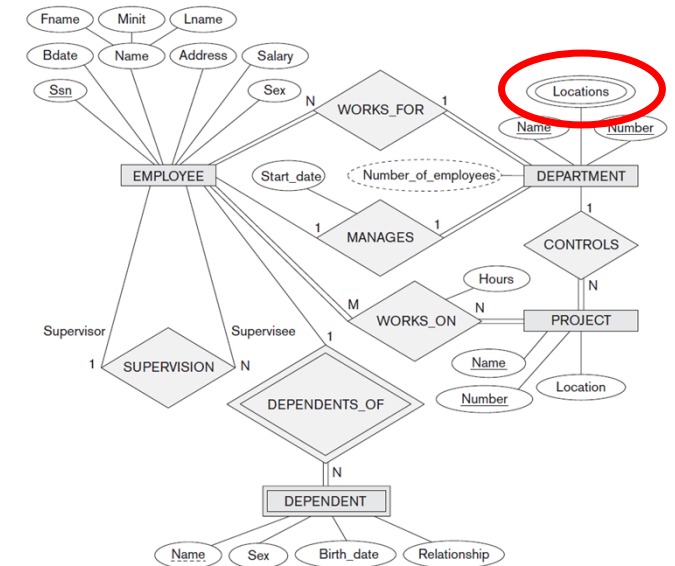 Fname Minit Lname
Bdate Name Address Salary
Ssn Sex
N WORKS_FOR 1
Locations
Name Number
EMPLOYEE
Start_date
Number_of_employees
DEPARTMENT
1 MANAGES 1
1
CONTROLS
N
Hours
M WORKS_ON N
PROJECT
Supervisor Supervisee
1 SUPERVISION N
1
Name
Number
Location
DEPENDENTS_OF
N
DEPENDENT
Name Sex Birth_date Relationship